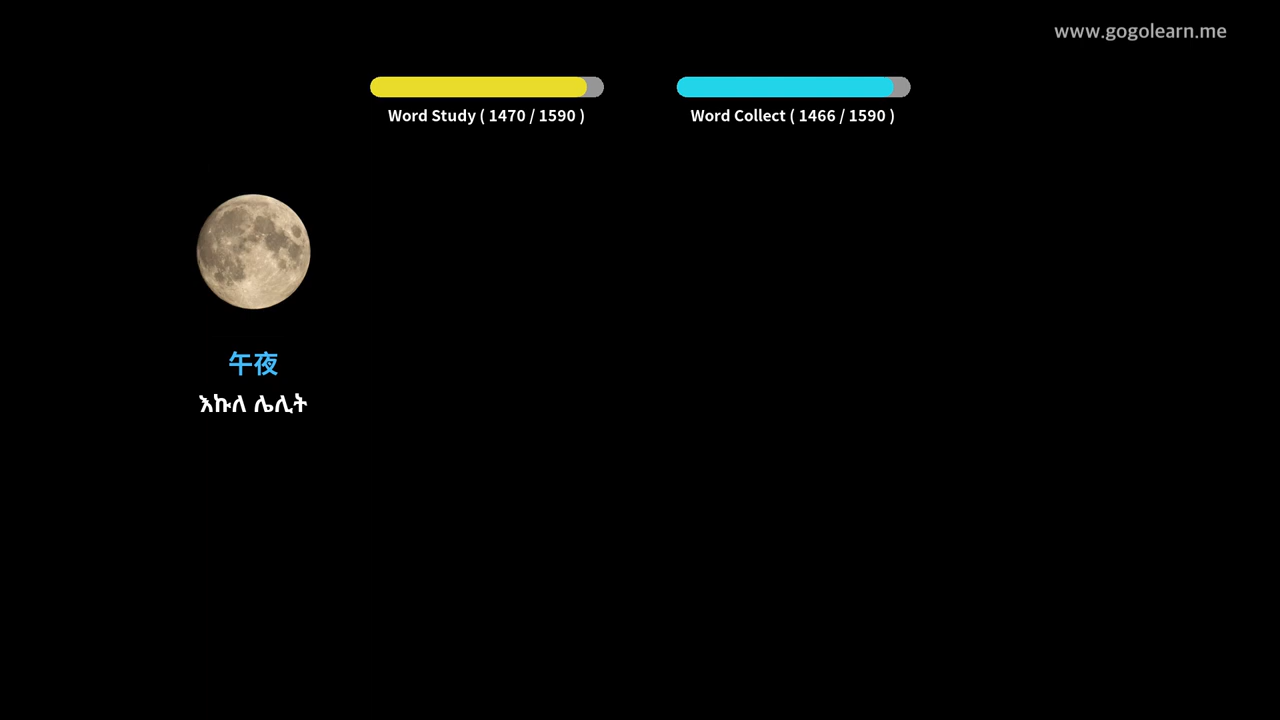 www.gogolearn.me
Word Study ( 1470 / 1590 )
Word Collect ( 1466 / 1590 )
午夜
እኩለ ሌሊት